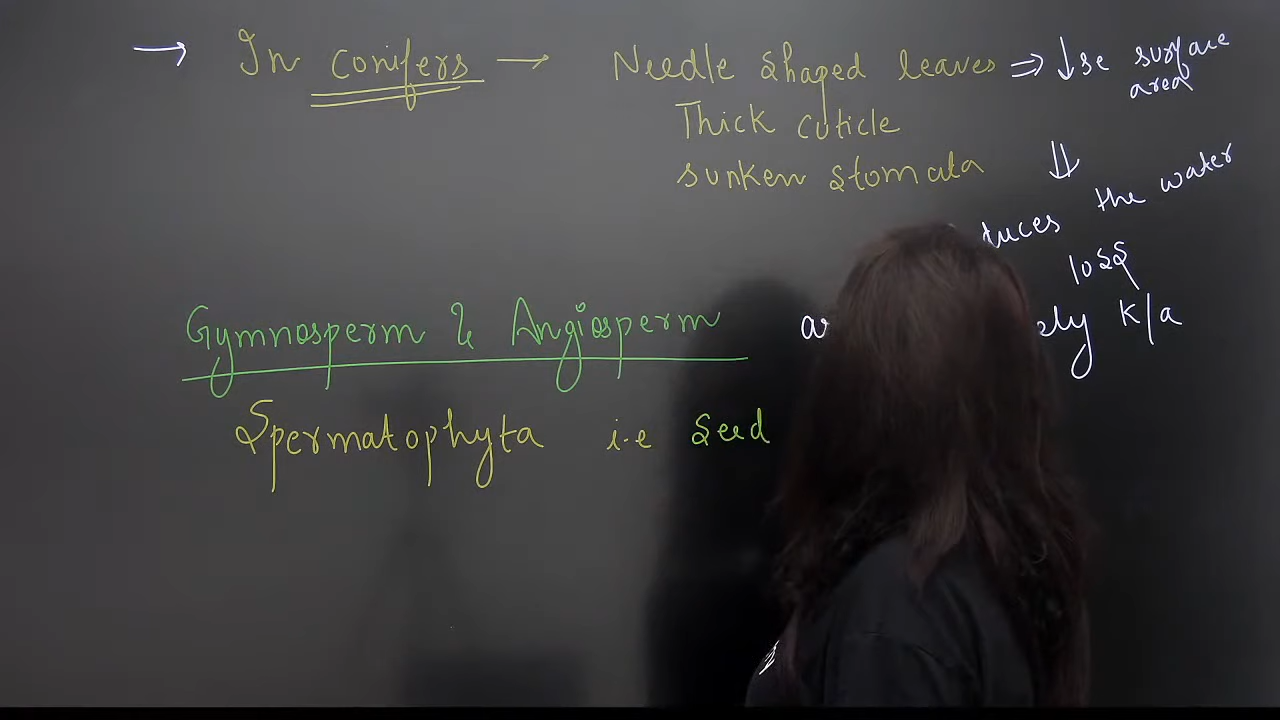 → In conifers → Needle shaped leaves ⇒ ↓se surface area
Thick cuticle
sunken stomata
⇓
the water
loss
Gymnosperm & Angiosperm k/a
Spermatophyta i.e seed